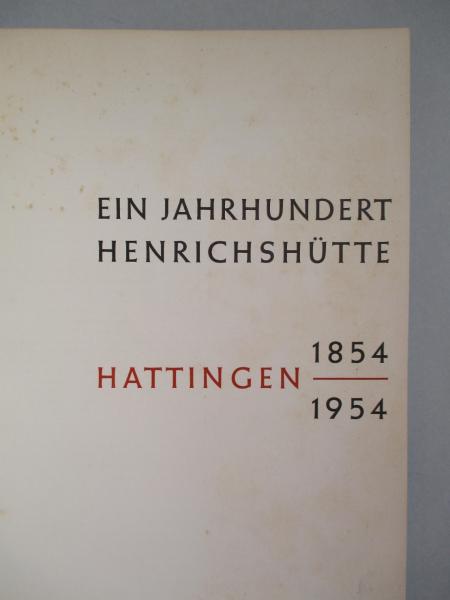 EIN JAHRHUNDERT
HENRICHSHÜTTE
1854
HATTINGEN
1954